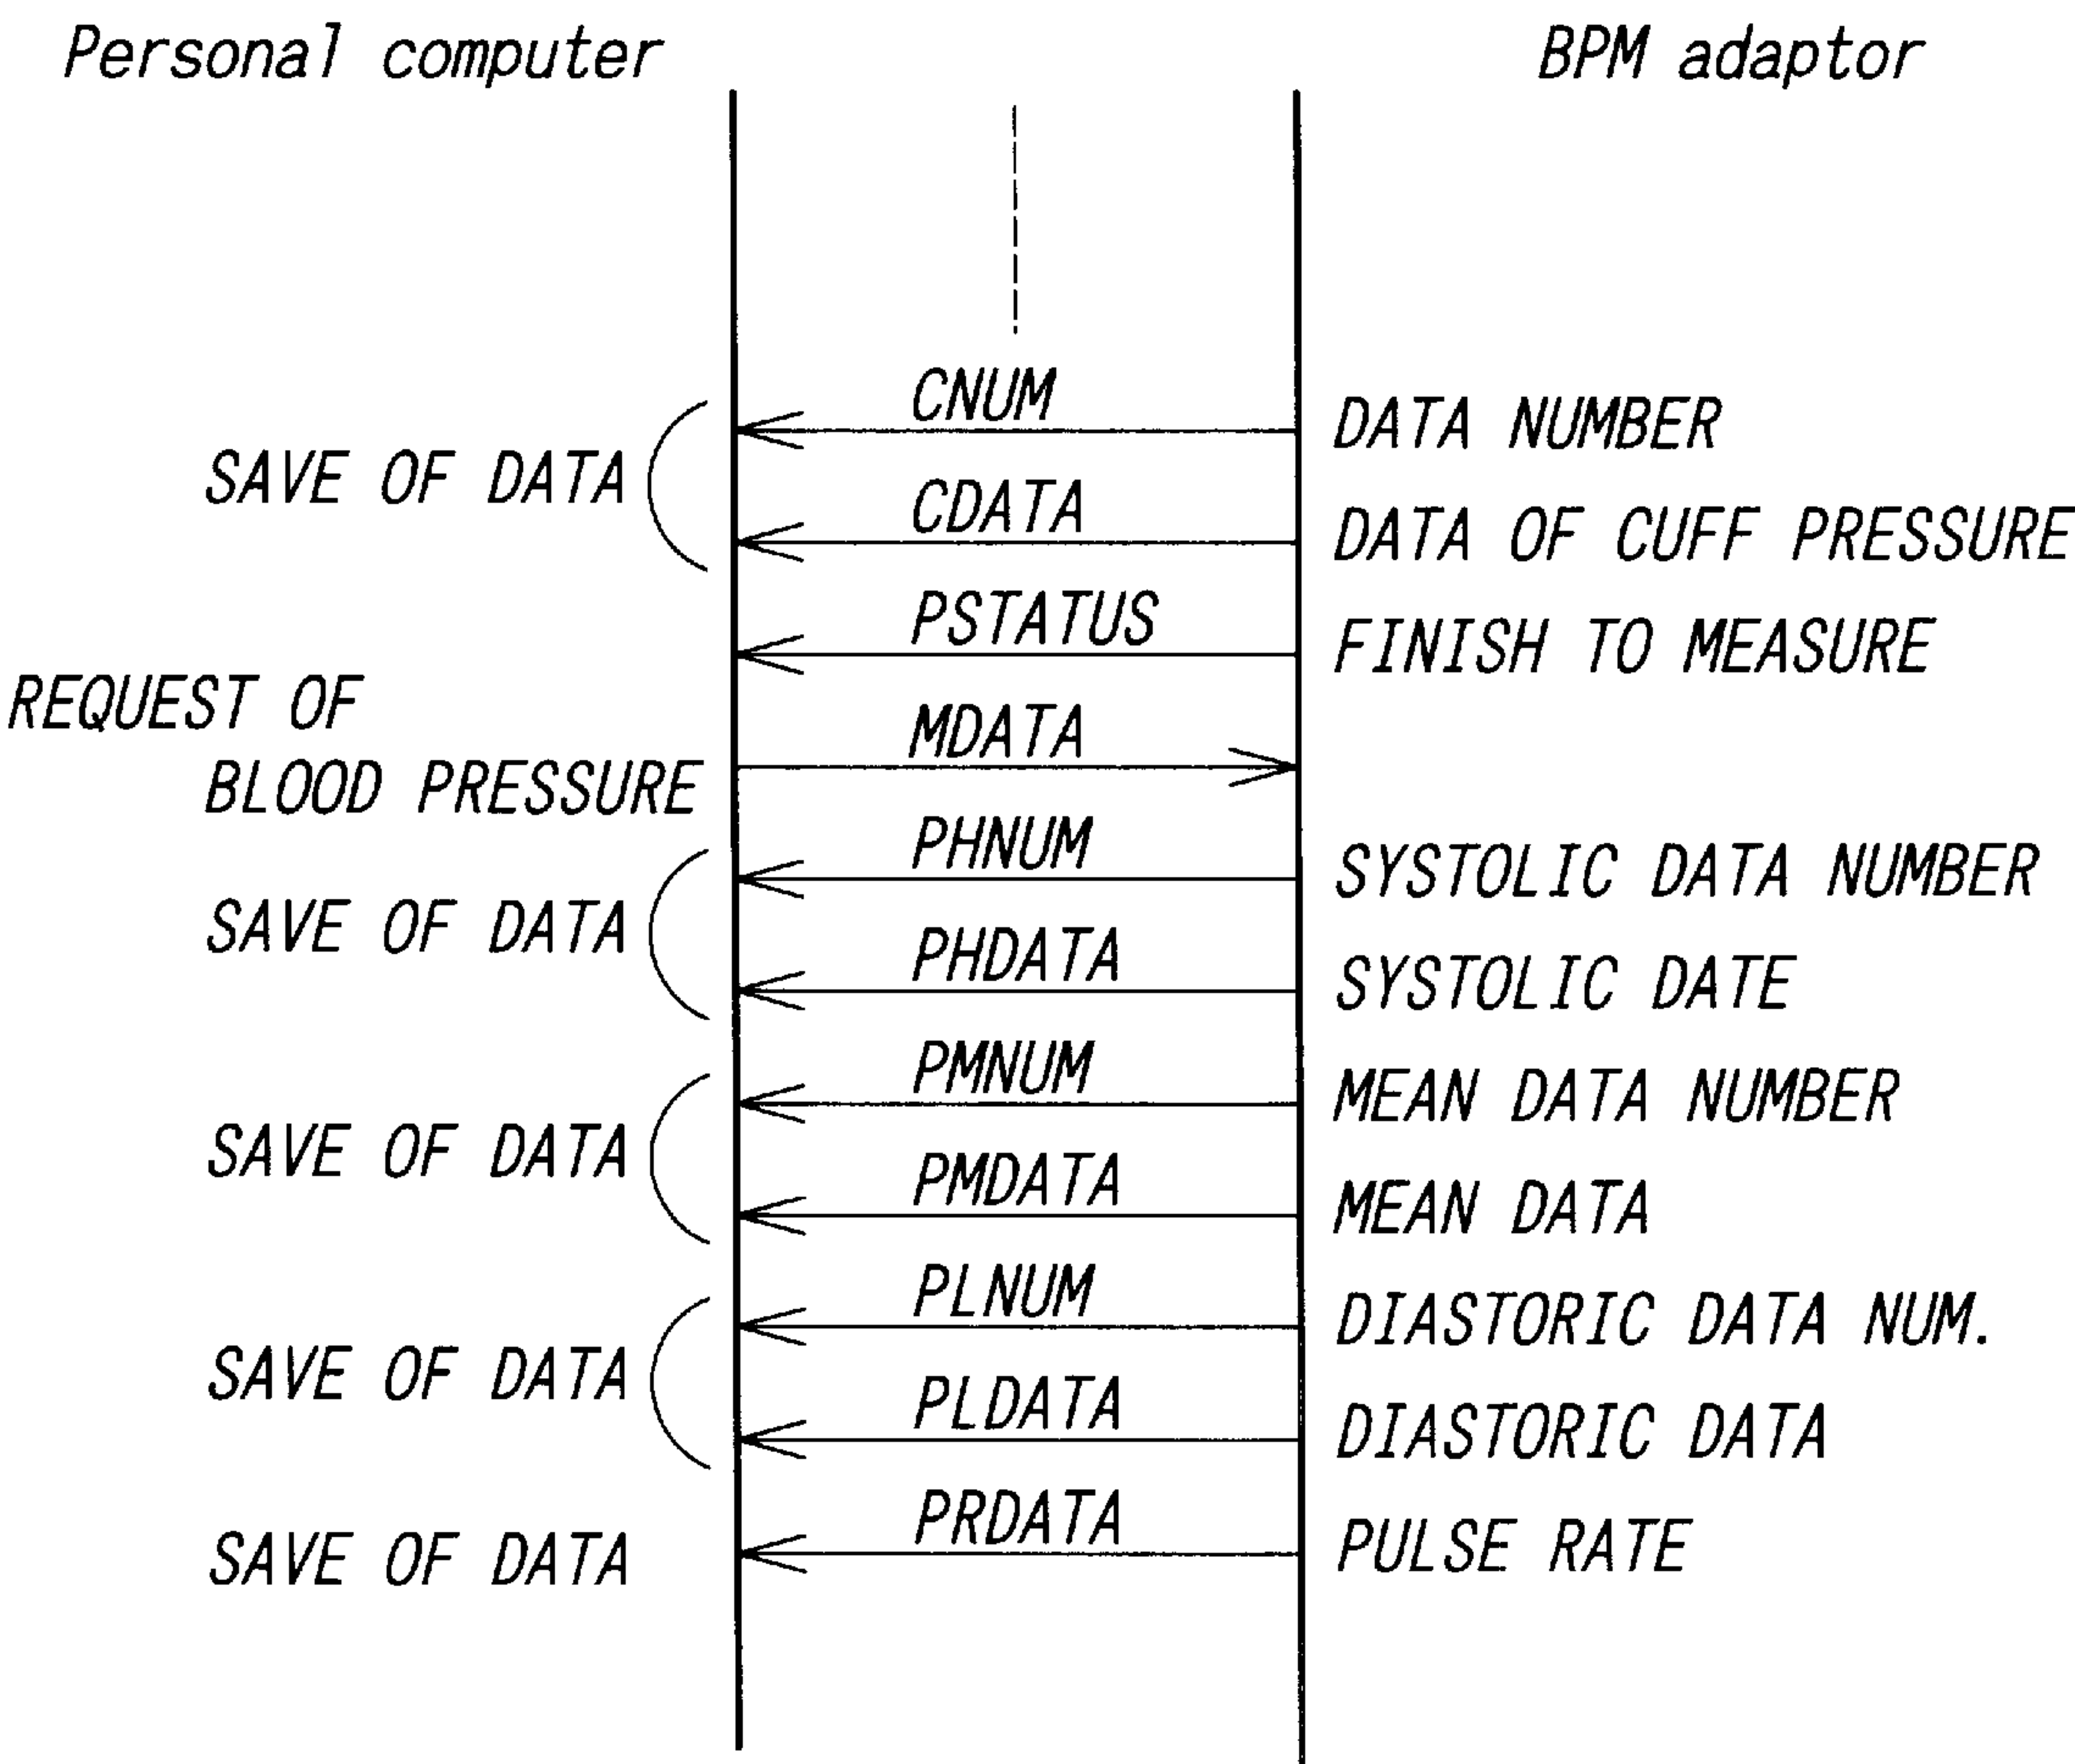 Personal computer
BPM adaptor
CNUM
DATA NUMBER
SAVE OF DATA
CDATA
DATA OF CUFF PRESSURE
PSTATUS
FINISH TO MEASURE
REQUEST OF
BLOOD PRESSURE
MDATA
PHNUM
SYSTOLIC DATA NUMBER
SAVE OF DATA
PHDATA
SYSTOLIC DATE
PMNUM
MEAN DATA NUMBER
SAVE OF DATA
PMDATA
MEAN DATA
PLNUM
DIASTORIC DATA NUM.
SAVE OF DATA
PLDATA
DIASTORIC DATA
PRDATA
SAVE OF DATA
PULSE RATE